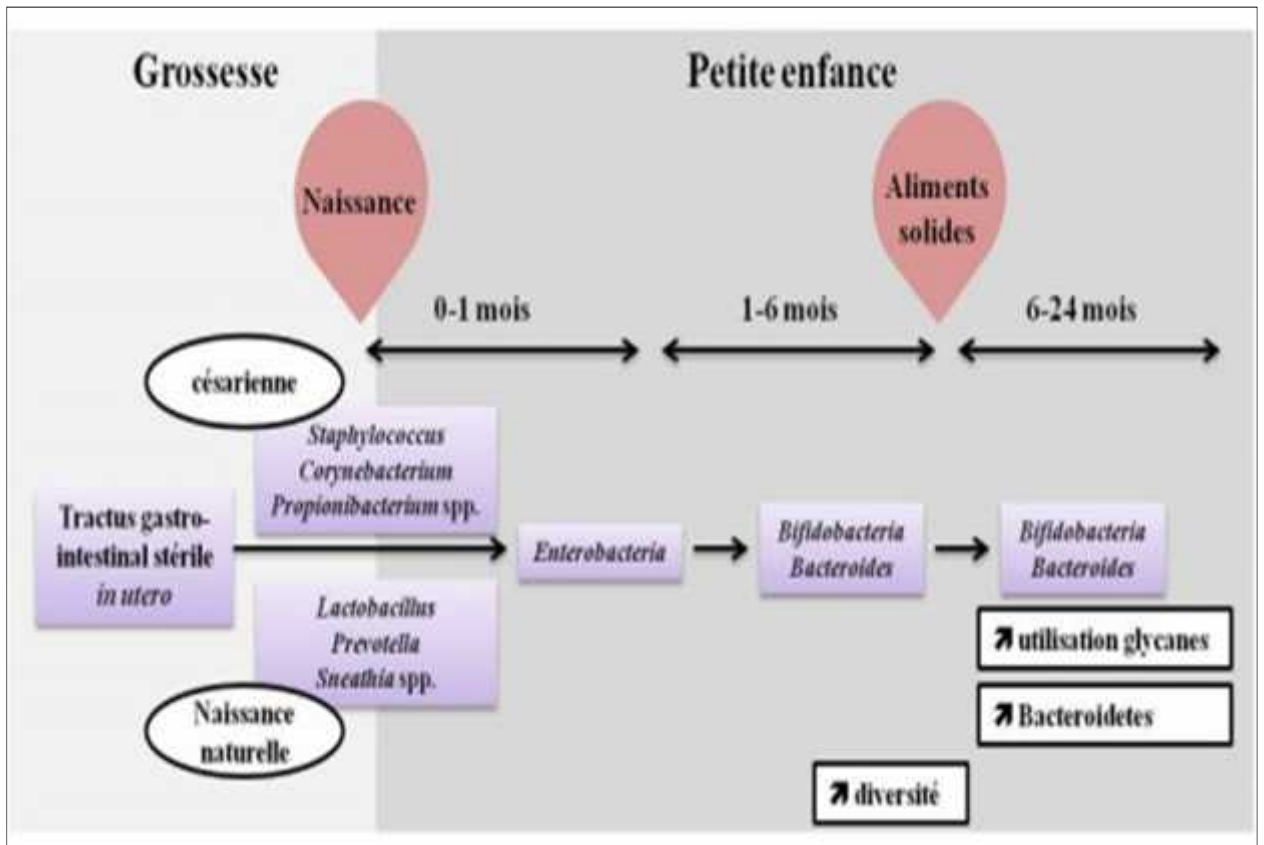 Grossesse
Petite enfance
Naissance
Aliments
solides
0-1 mois
1-6 mois
6-24 mois
césarienne
Staphylococcus
Corynebacterium
Propionibacterium spp.
Tractus gastro-
intestinal stérile
in utero
Enterobacteria
Bifidobacteria
Bacteroides
Bifidobacteria
Bacteroides
Lactobacillus
Prevotella
Sneathia spp.
Naissance
naturelle
↗ utilisation glycanes
↗ Bacteroidetes
↗ diversité